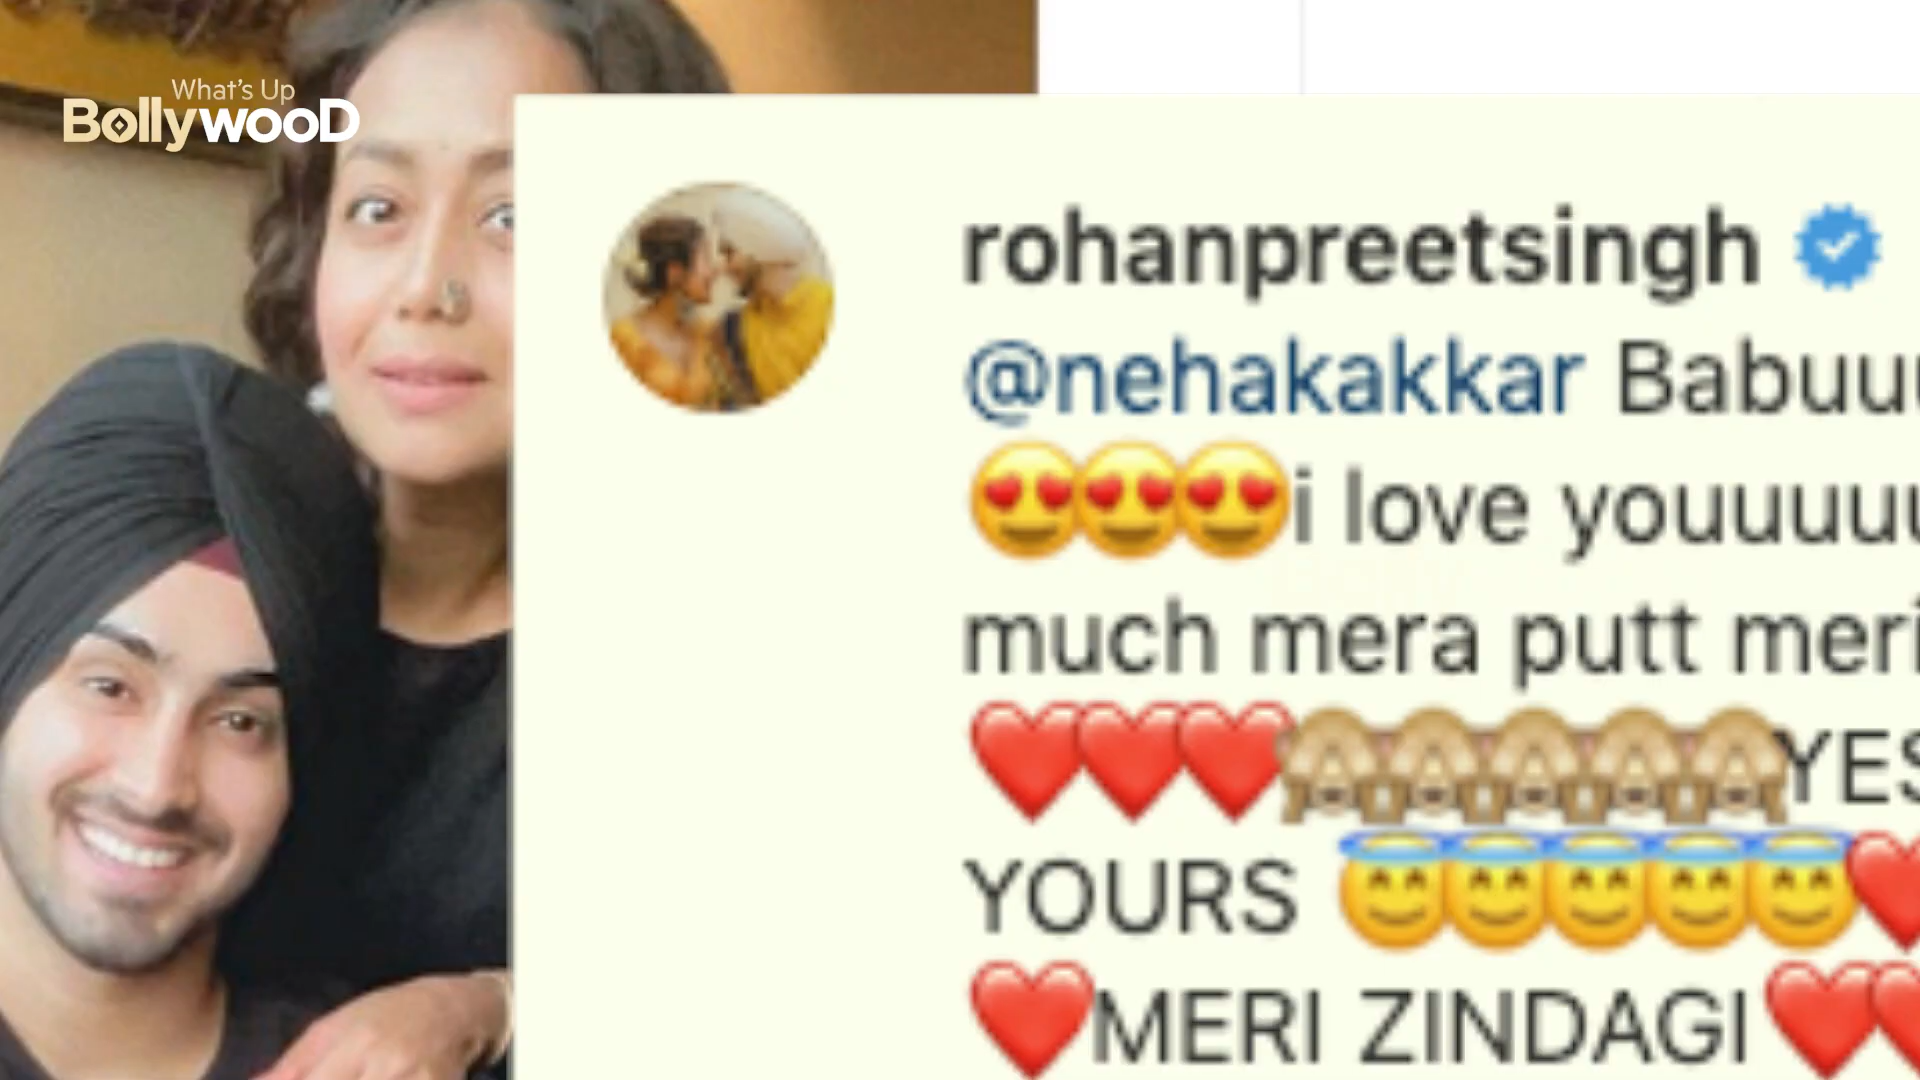 What's Up
BollywooD
rohanpreetsingh
@nehakakkar
😍😍😍i love
much mera putt
❤️❤️❤️🙈🙈🙈🙈🙈
YOURS 😇😇😇😇😇❤️
❤️MERI ZINDAGI ❤️❤️